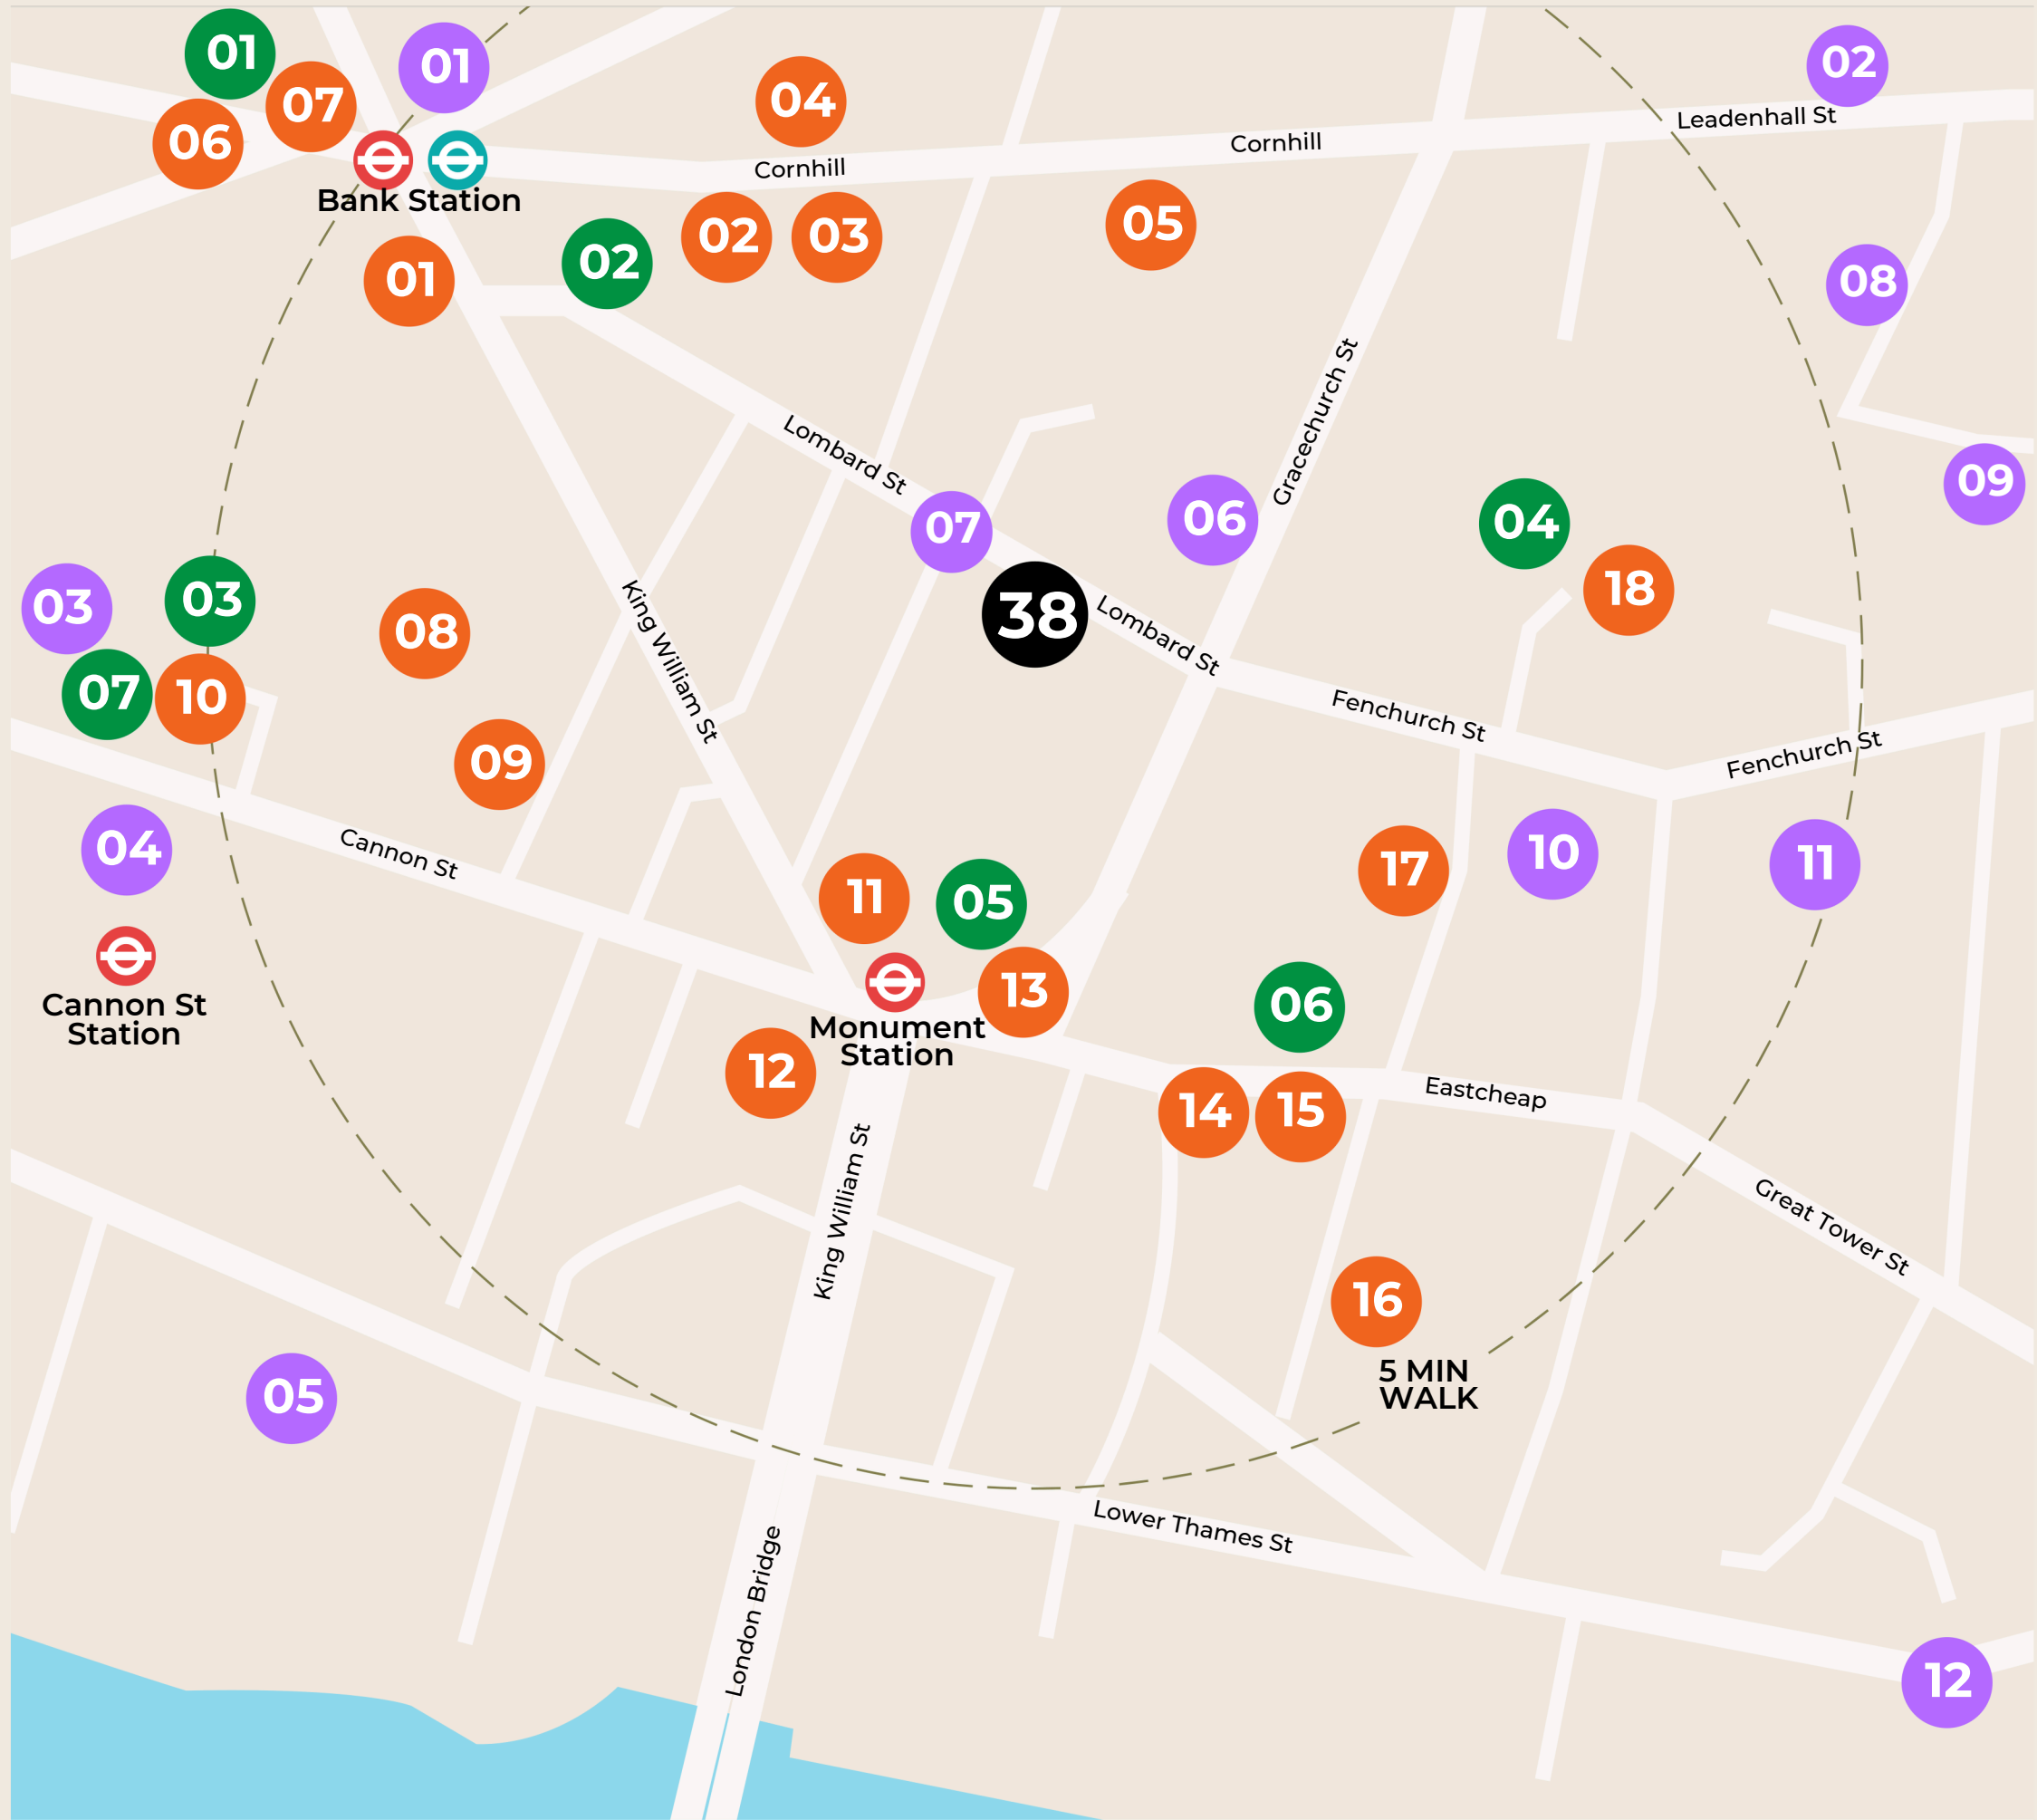 01
01
02
07
04
06
Leadenhall St
Cornhill
Cornhill
Bank Station
02
02
03
05
01
08
Gracechurch St
Lombard St
09
07
06
04
03
03
08
38
18
Lombard St
King William St
07
10
09
Fenchurch St
Fenchurch St
04
Cannon St
11
05
17
10
11
Cannon St
Station
13
06
Monument
Station
12
14
15
Eastcheap
King William St
Great Tower St
16
5 MIN
WALK
05
Lower Thames St
London Bridge
12